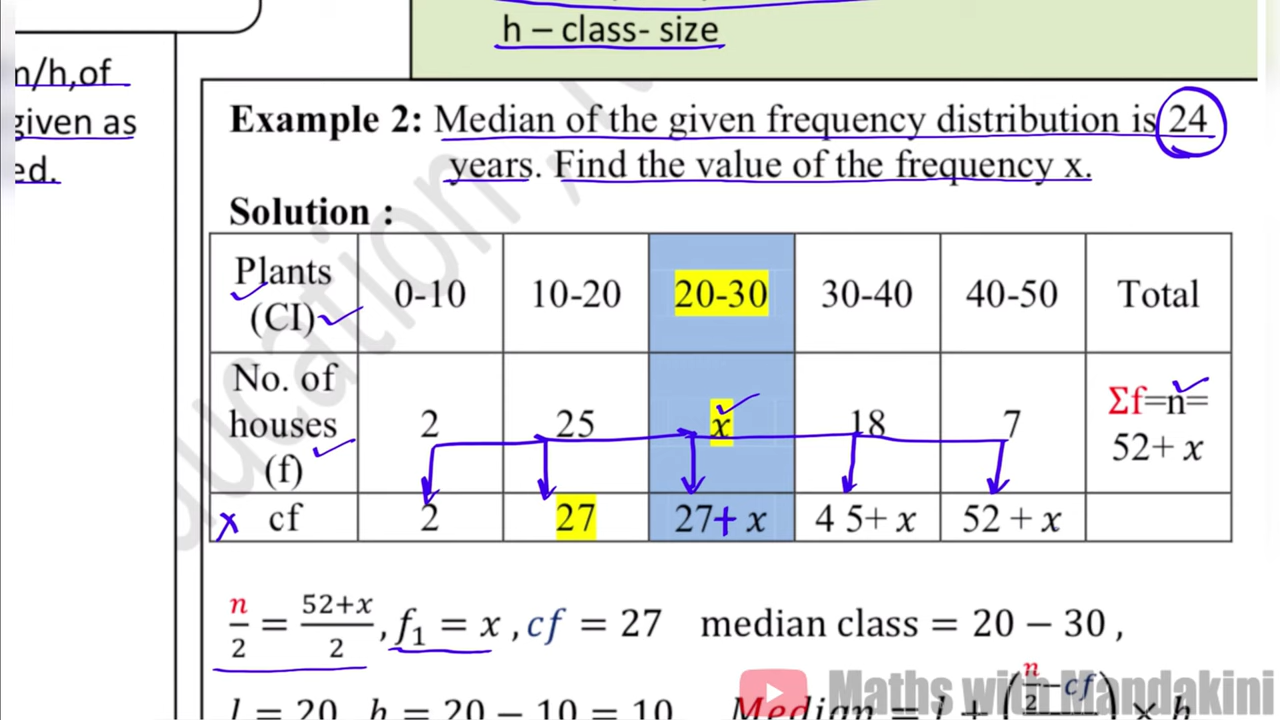 h – class- size
n/h,of
given as
ed.
Example 2: Median of the given frequency distribution is 24
years. Find the value of the frequency x.
Solution :
Plants (CI) 0-10 10-20 20-30 30-40 40-50 Total
No. of houses (f) 2 25 x 18 7 Σf=n= 52+ x
x cf 2 27 27+ x 4 5+ x 52 + x
n/2 = 52+x/2 , f₁ = x , cf = 27 median class = 20 – 30 ,
l = 20 h = 20 – 10 = 10 Median = l + (n/2 –cf) × h
Maths with Mandakini